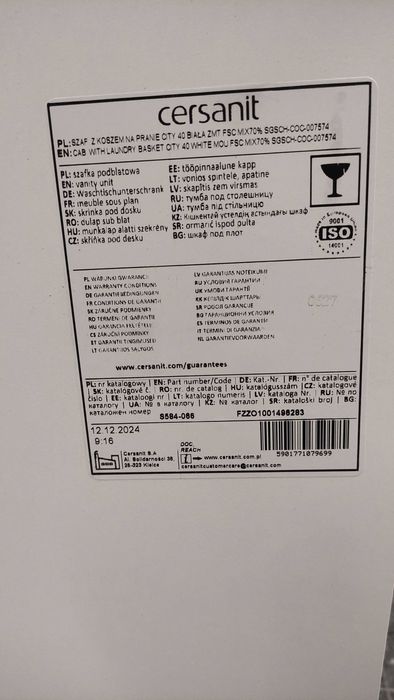 cersanit
PL:SZAF. Z KOSZEM NA PRANIE CITY 40 BIAŁA ZMT FSC MIX70% SGSCH-COC-007574
EN:CAB WITH LAUNDRY BASKET CITY 40 WHITE MOU FSC MIX70% SGSCH-COC-007574
PL: szafka podblatowa
EN: vanity unit
DE: Waschtischunterschrank
FR: meuble sous plan
SK: skrinka pod dosku
RO: dulap sub blat
HU: munkalap alatti szekrény
CZ: skříňka pod desku
EE: tööpinnaalune kapp
LT: vonios spintelė, apatinė
LV: skapītis zem virsmas
RU: тумба под столешницу
UA: тумба під стільницю
KZ: Кішкентай үстелдің астындағы шкаф
SR: ormarić ispod pulta
BG: шкаф под плот
9001
ISO
14001
PL WARUNKI GWARANCJI
EN WARRANTY CONDITIONS
DE GARANTIEBEDINGUNGEN
FR CONDITIONS DE GARANTIE
SK ZÁRUČNÉ PODMIENKY
RO TERMENI DE GARANȚIE
HU GARANCIA FELTÉTELEI
CZ ZÁRUČNÍ PODMÍNKY
EE GARANTIITINGIMUSED
LT GARANTIJOS SĄLYGOS
LV GARANTIJAS NOTEIKUMI
RU УСЛОВИЯ ГАРАНТИИ
UK УМОВИ ГАРАНТІЇ
KK КЕПІЛДІК ШАРТТАРЫ
SR USLOVI GARANCIJE
BG ГАРАНЦИОННИ УСЛОВИЯ
ES TÉRMINOS DE GARANTÍA
IT TERMINI DI GARANZIA
NL GARANTIEVOORWAARDEN
www.cersanit.com/guarantees
PL: nr katalogowy | EN: Part number/Code | DE: Kat.-Nr. | FR: n° de catalogue
| SK: katalógové č. | RO: nr. de catalog | HU: katalógusszám | CZ: katalogové
číslo | EE: kataloogi nr | LT: katalogo numeris | LV: kataloga Nr. | RU: № по
каталогу | UA: № в каталогу | KZ: № каталог | SR: kataloški broj | BG:
каталожен номер
S584-086
FZZO1001498283
12.12.2024
9:16
Cersanit S.A
Al. Solidarności 36,
25-323 Kielce
DOC.
REACH
www.cersanit.com.pl
cersanitcustomercare@cersanit.com
5901771079699